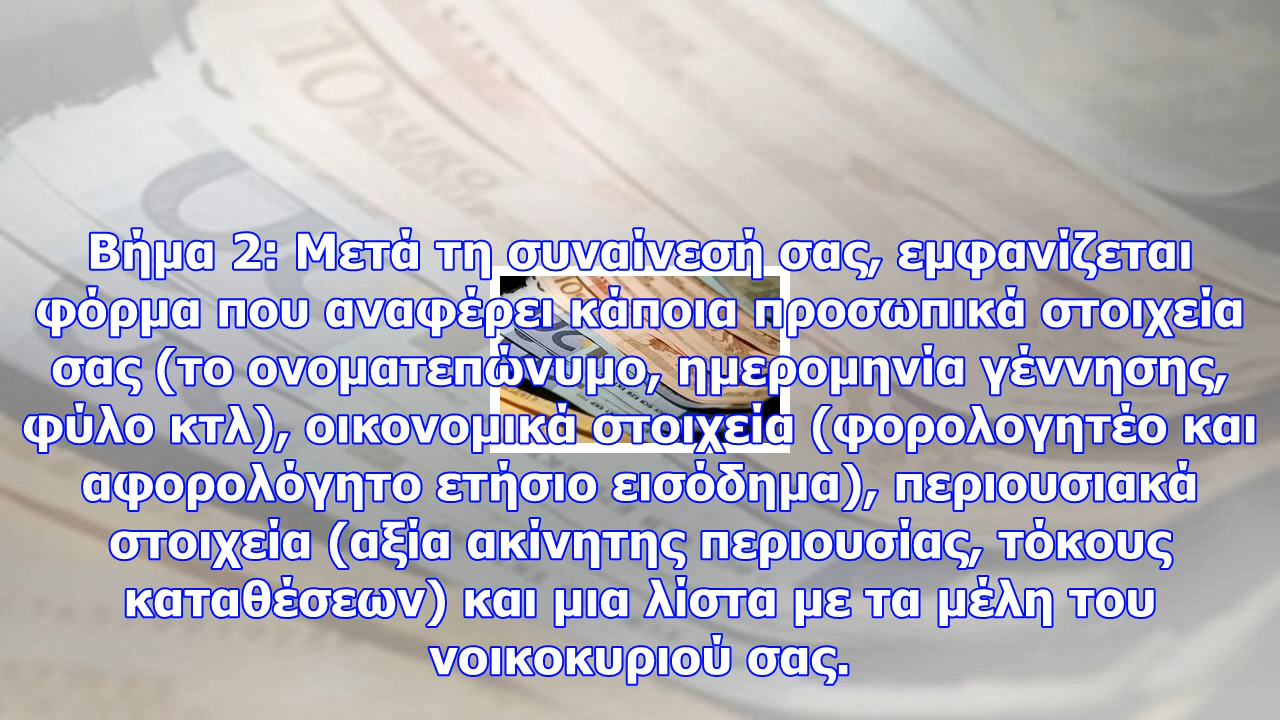 10 euro
Βήμα 2: Μετά τη συναίνεσή σας, εμφανίζεται
φόρμα που αναφέρει κάποια προσωπικά στοιχεία
σας (το ονοματεπώνυμο, ημερομηνία γέννησης,
φύλο κτλ), οικονομικά στοιχεία (φορολογητέο και
αφορολόγητο ετήσιο εισόδημα), περιουσιακά
στοιχεία (αξία ακίνητης περιουσίας, τόκους
καταθέσεων) και μια λίστα με τα μέλη του
νοικοκυριού σας.